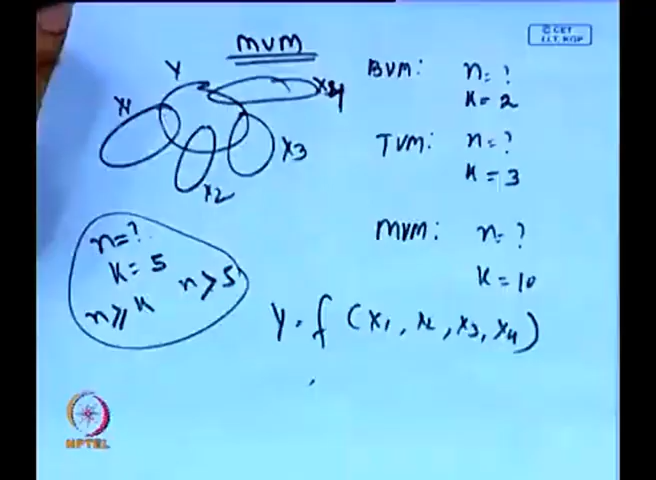 MVM
© CET
I.I.T. KGP
Y
X1
X2
X3
X4
BVM: n = ?
K = 2
TVM: n = ?
K = 3
MVM: n = ?
K = 10
n = ?
K = 5
n ≥ K
n > 5
Y = f (X1, X2, X3, X4)
NPTEL